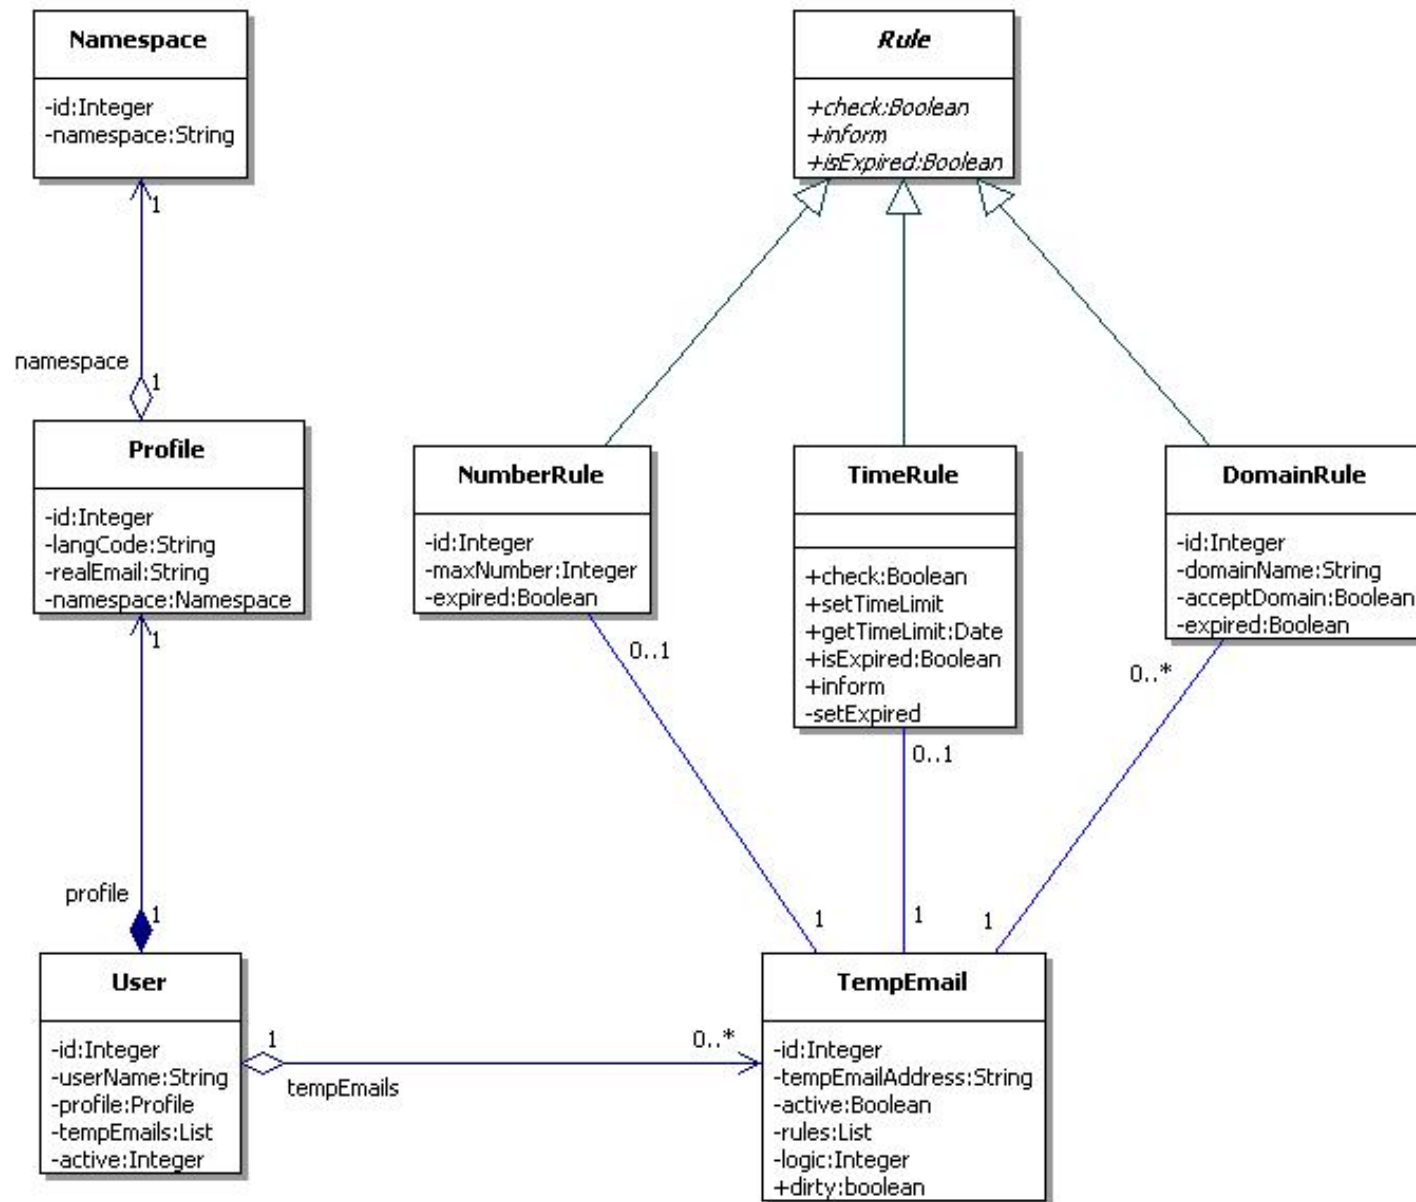 Namespace
-id:Integer
-namespace:String
1
namespace
1
Profile
-id:Integer
-langCode:String
-realEmail:String
-namespace:Namespace
1
profile
1
User
-id:Integer
-userName:String
-profile:Profile
-tempEmails:List
-active:Integer
1
0..*
tempEmails
Rule
+check:Boolean
+inform
+isExpired:Boolean
NumberRule
-id:Integer
-maxNumber:Integer
-expired:Boolean
0..1
1
TimeRule
+check:Boolean
+setTimeLimit
+getTimeLimit:Date
+isExpired:Boolean
+inform
-setExpired
0..1
1
DomainRule
-id:Integer
-domainName:String
-acceptDomain:Boolean
-expired:Boolean
0..*
1
TempEmail
-id:Integer
-tempEmailAddress:String
-active:Boolean
-rules:List
-logic:Integer
+dirty:boolean